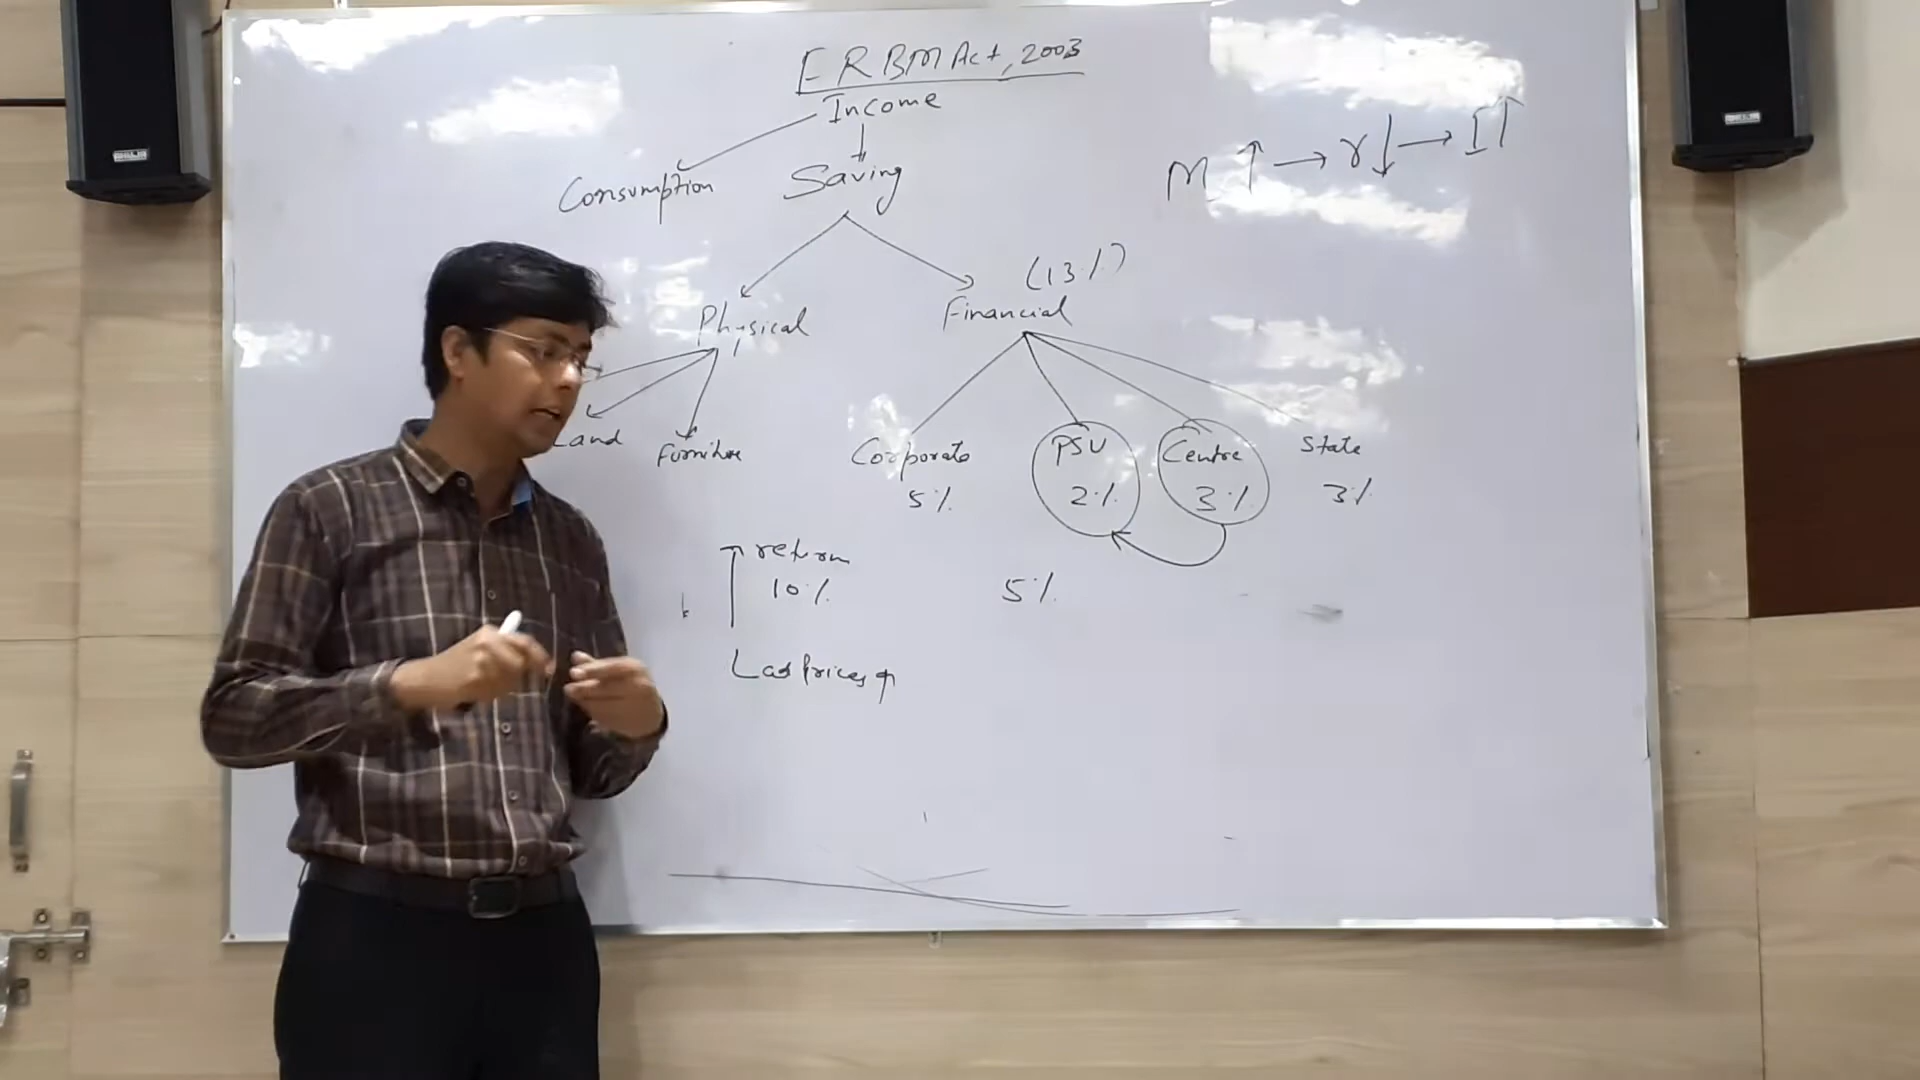 FRBM Act, 2003
Income
Consumption
Saving
M ↑ → r ↓ → I ↑
(13%)
Physical
Financial
Land
Furniture
Corporate
5%
PSU
2%
Centre
3%
State
3%
↑ return
10%
5%
Prices ↑